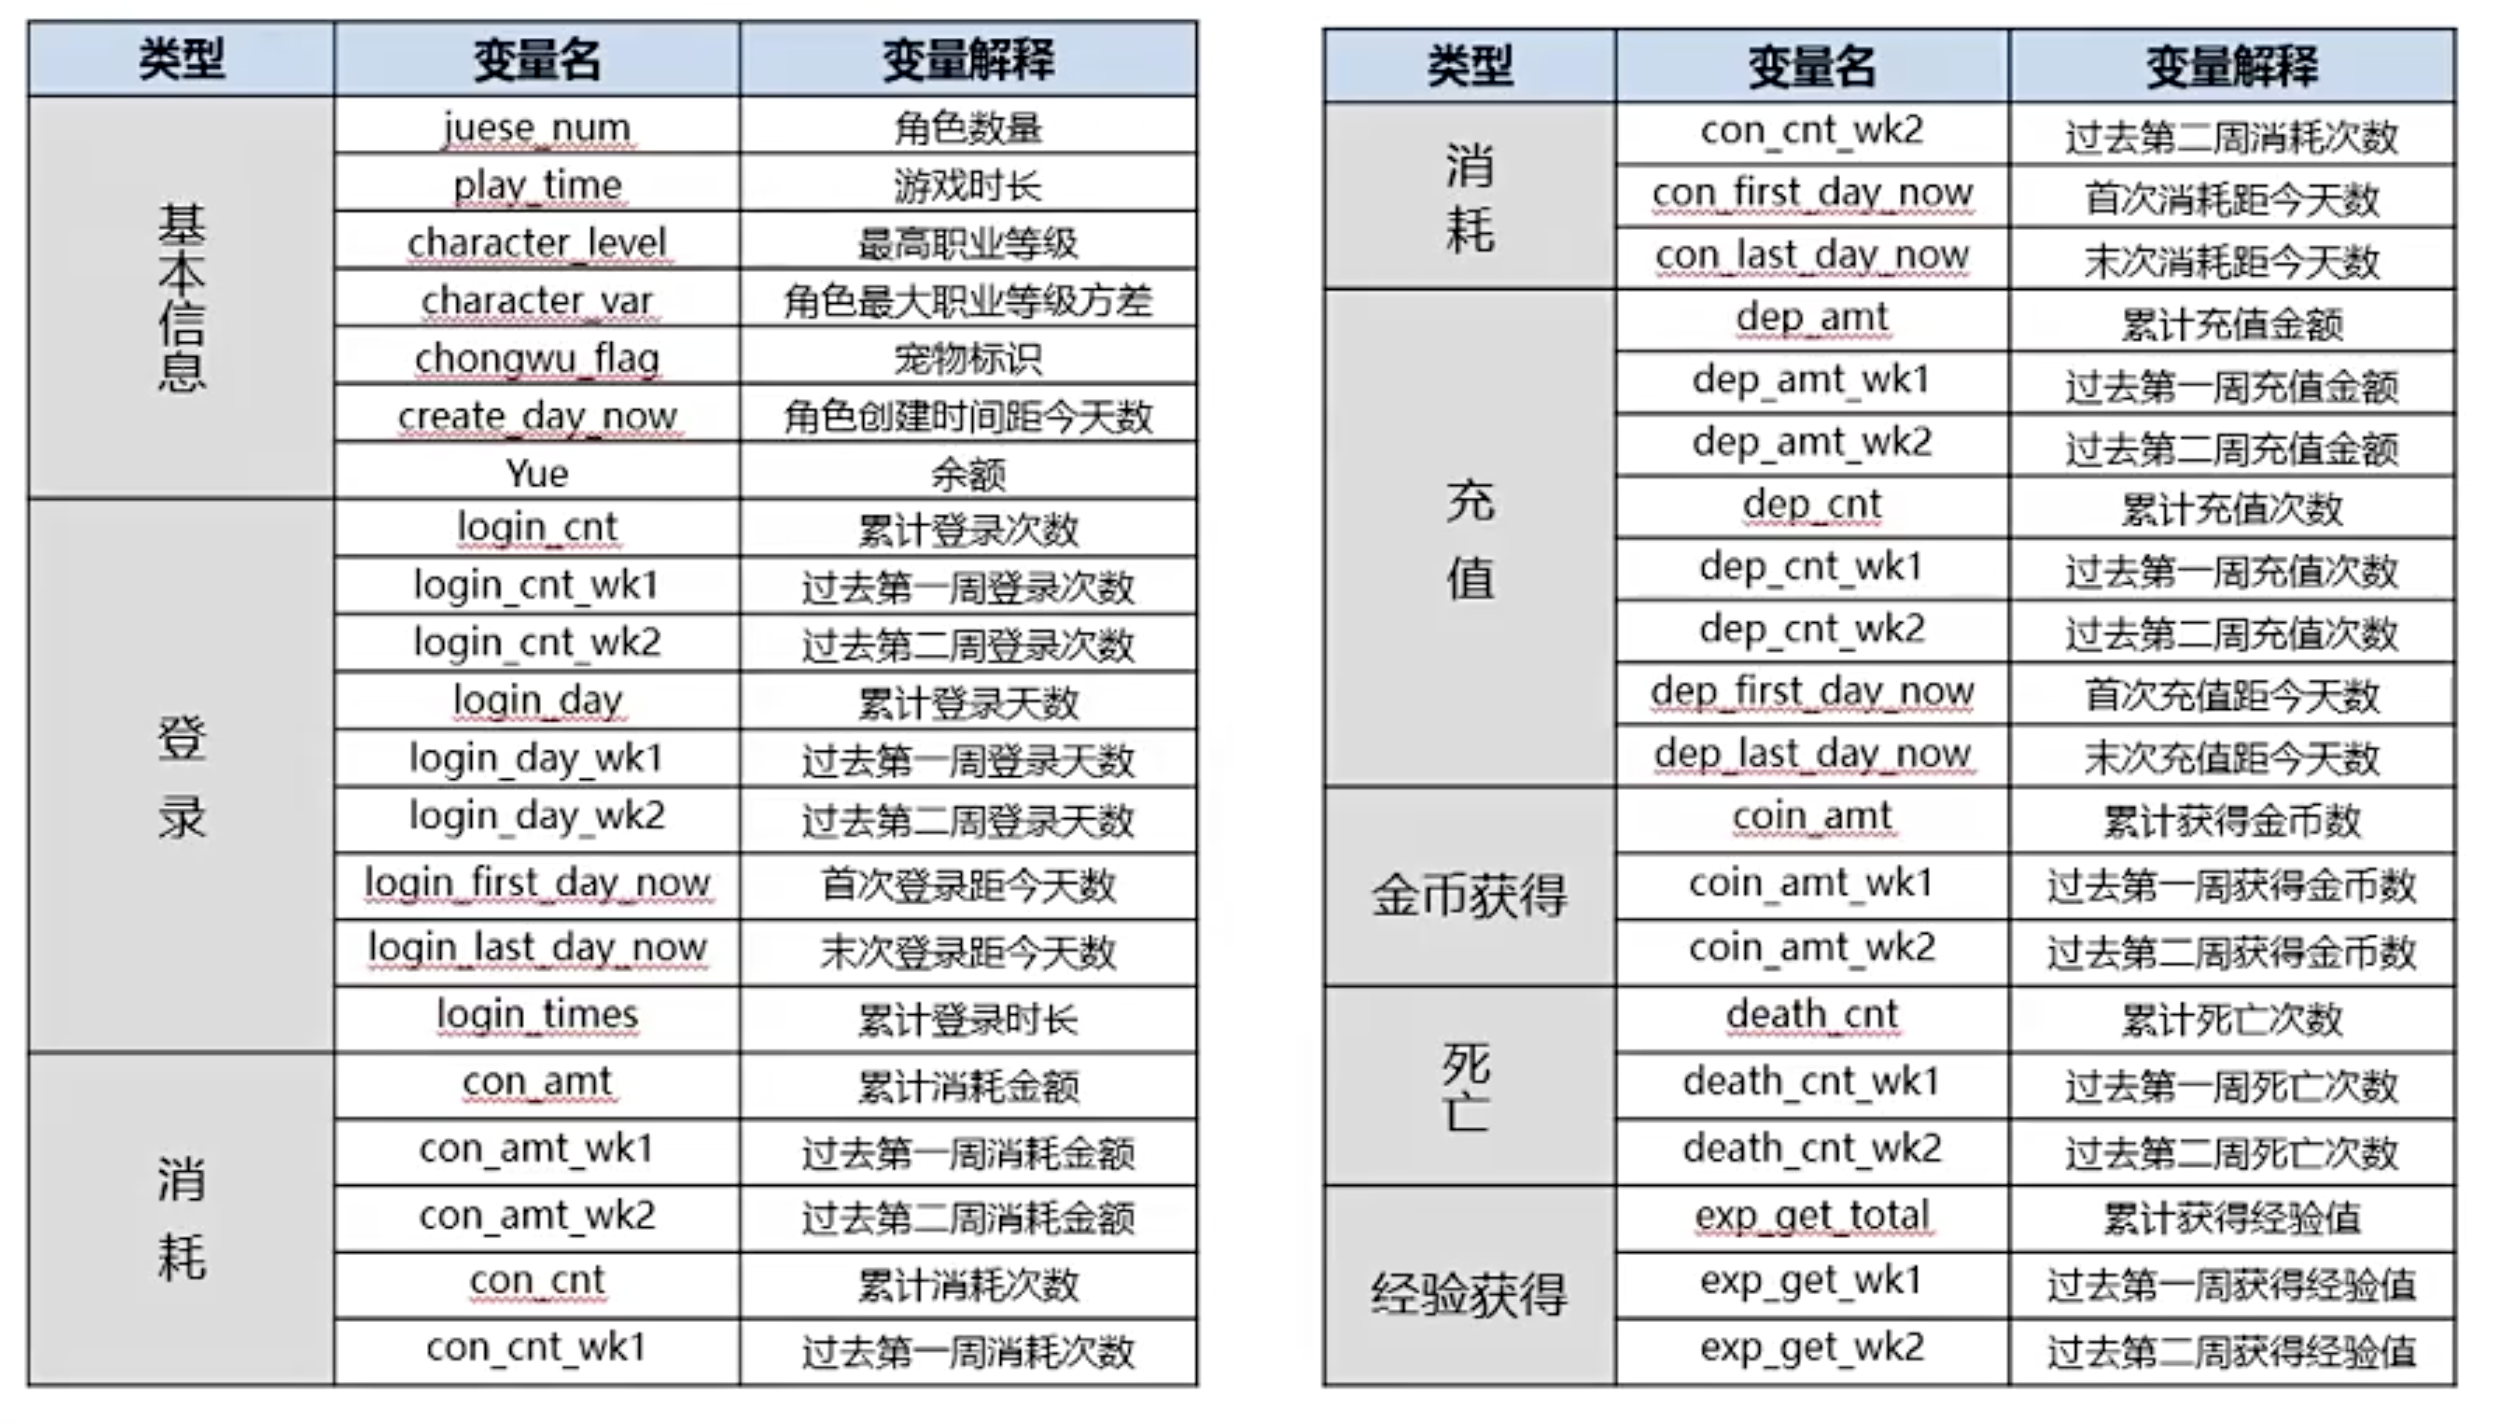 类型 变量名 变量解释
基本信息
juese_num 角色数量
play_time 游戏时长
character_level 最高职业等级
character_var 角色最大职业等级方差
chongwu_flag 宠物标识
create_day_now 角色创建时间距今天数
Yue 余额
登录
login_cnt 累计登录次数
login_cnt_wk1 过去第一周登录次数
login_cnt_wk2 过去第二周登录次数
login_day 累计登录天数
login_day_wk1 过去第一周登录天数
login_day_wk2 过去第二周登录天数
login_first_day_now 首次登录距今天数
login_last_day_now 末次登录距今天数
login_times 累计登录时长
消耗
con_amt 累计消耗金额
con_amt_wk1 过去第一周消耗金额
con_amt_wk2 过去第二周消耗金额
con_cnt 累计消耗次数
con_cnt_wk1 过去第一周消耗次数
类型 变量名 变量解释
消耗
con_cnt_wk2 过去第二周消耗次数
con_first_day_now 首次消耗距今天数
con_last_day_now 末次消耗距今天数
充值
dep_amt 累计充值金额
dep_amt_wk1 过去第一周充值金额
dep_amt_wk2 过去第二周充值金额
dep_cnt 累计充值次数
dep_cnt_wk1 过去第一周充值次数
dep_cnt_wk2 过去第二周充值次数
dep_first_day_now 首次充值距今天数
dep_last_day_now 末次充值距今天数
金币获得
coin_amt 累计获得金币数
coin_amt_wk1 过去第一周获得金币数
coin_amt_wk2 过去第二周获得金币数
死亡
death_cnt 累计死亡次数
death_cnt_wk1 过去第一周死亡次数
death_cnt_wk2 过去第二周死亡次数
经验获得
exp_get_total 累计获得经验值
exp_get_wk1 过去第一周获得经验值
exp_get_wk2 过去第二周获得经验值